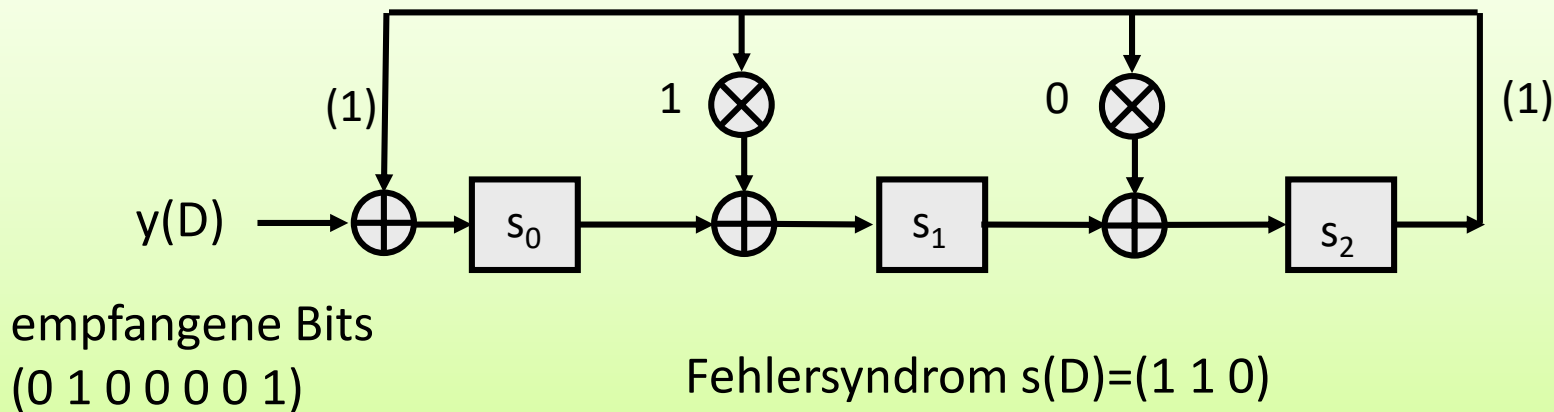 (1)
1
0
(1)
y(D)
s₀
s₁
s₂
empfangene Bits
(0 1 0 0 0 0 0 1)
Fehlersyndrom s(D)=(1 1 0)